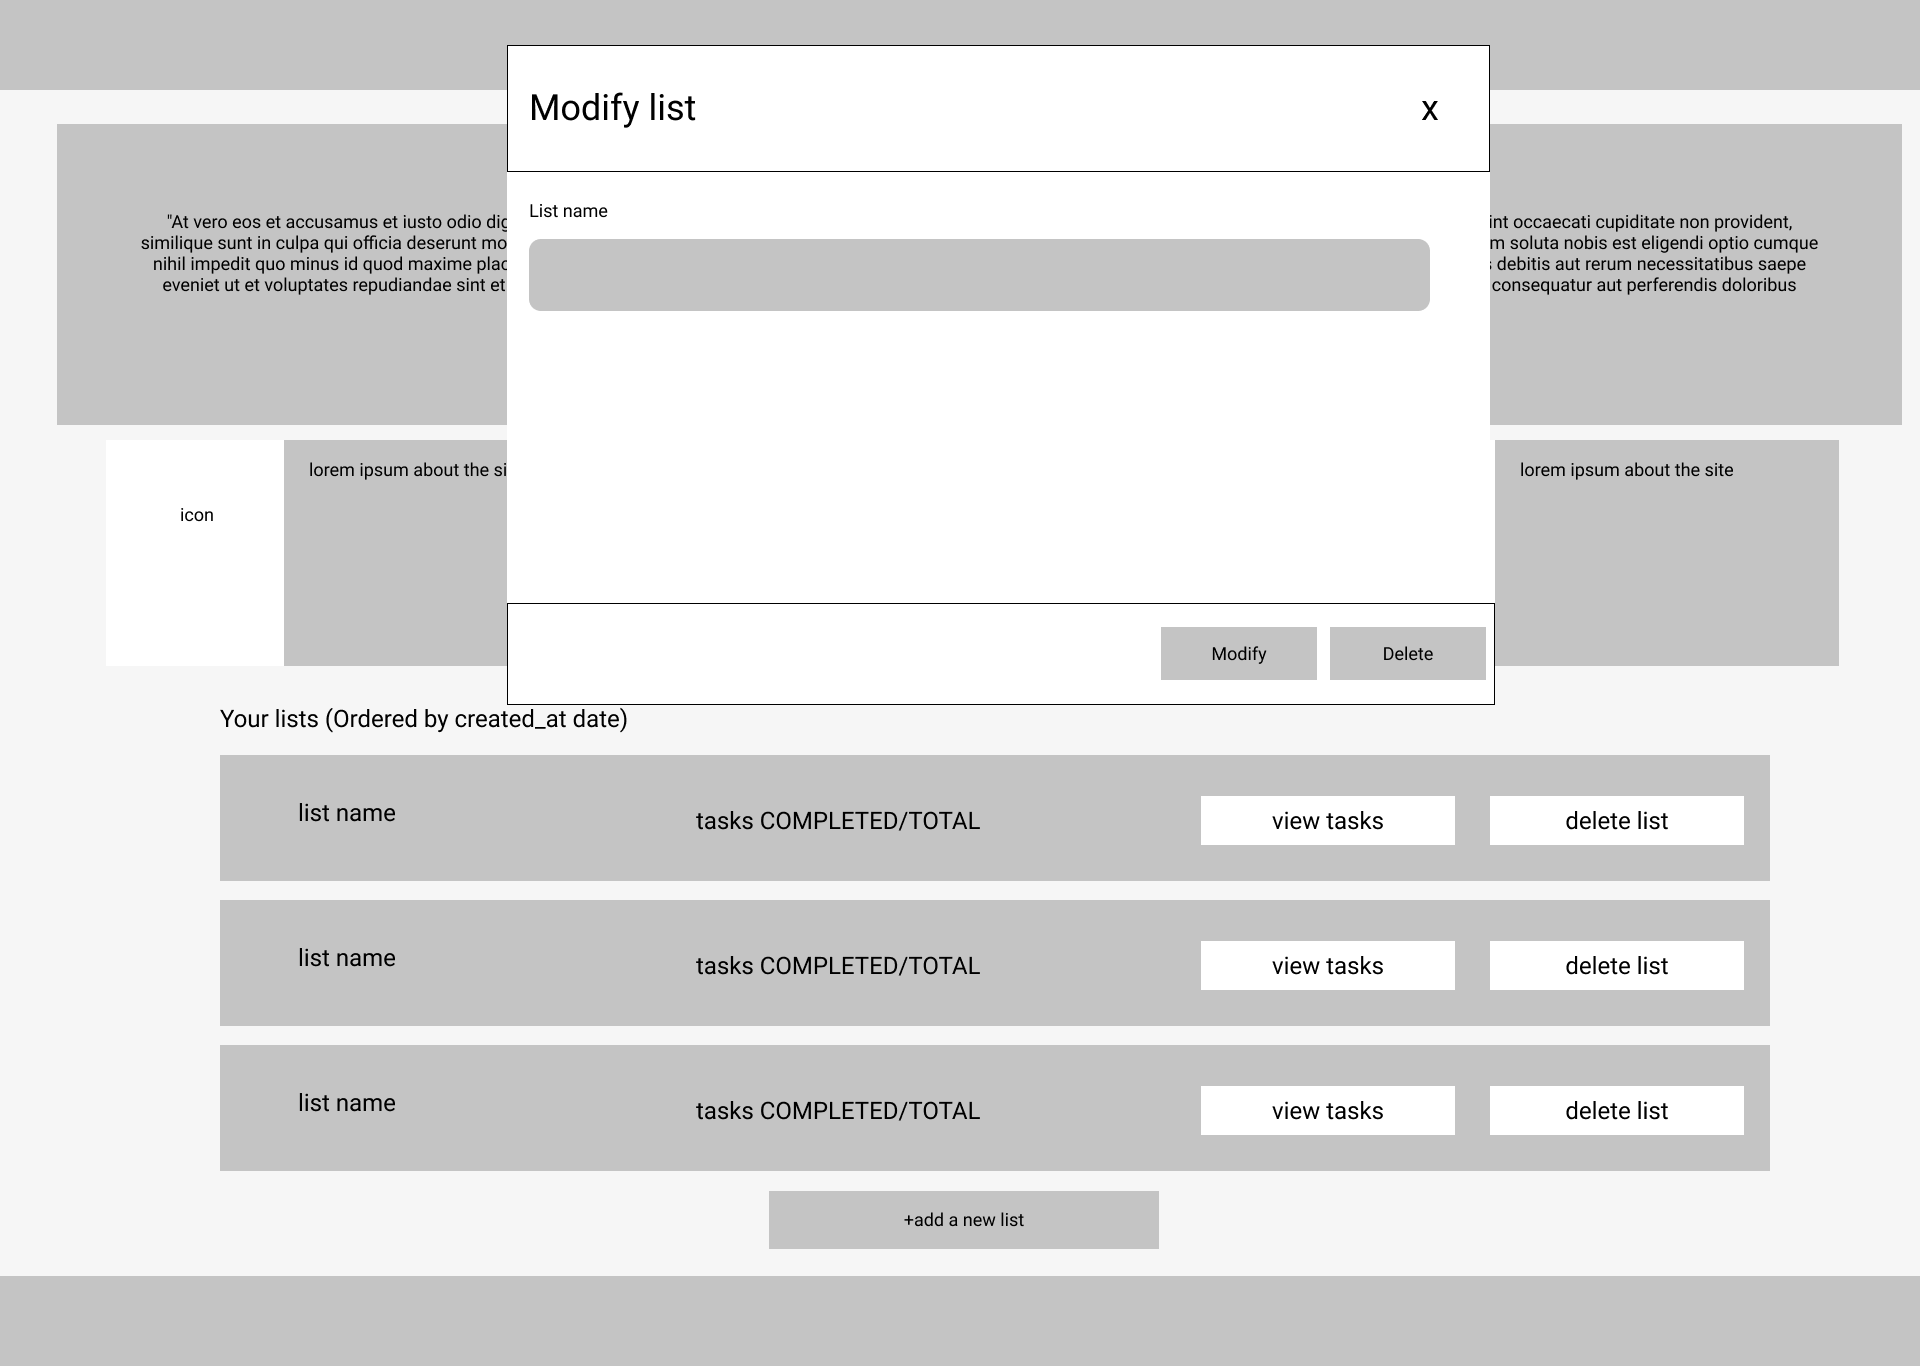 Modify list
x
List name
"At vero eos et accusamus et iusto odio dig
similique sunt in culpa qui officia deserunt mo
nihil impedit quo minus id quod maxime plac
eveniet ut et voluptates repudiandae sint et
int occaecati cupiditate non provident,
m soluta nobis est eligendi optio cumque
debitis aut rerum necessitatibus saepe
consequatur aut perferendis doloribus
icon
lorem ipsum about the si
lorem ipsum about the site
Modify
Delete
Your lists (Ordered by created_at date)
list name
tasks COMPLETED/TOTAL
view tasks
delete list
list name
tasks COMPLETED/TOTAL
view tasks
delete list
list name
tasks COMPLETED/TOTAL
view tasks
delete list
+add a new list